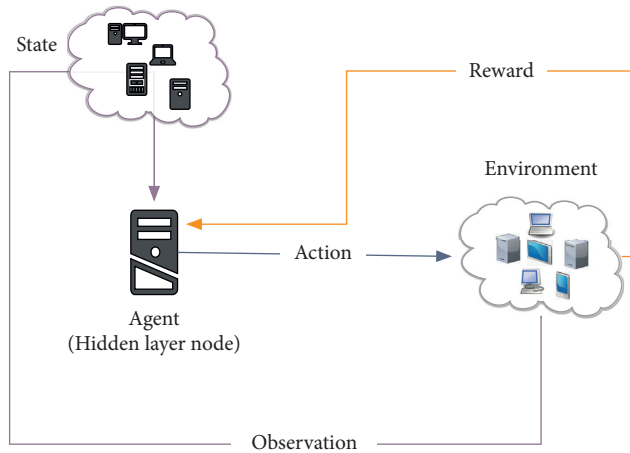 State
Reward
Environment
Action
Agent
(Hidden layer node)
Observation